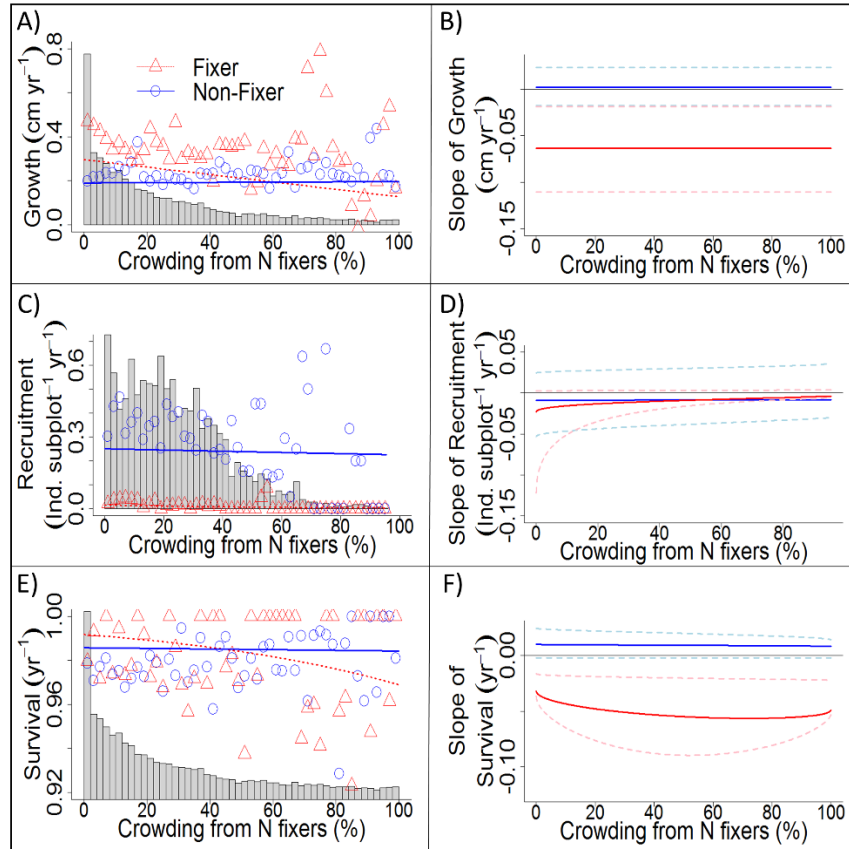 A)
Growth (cm yr⁻¹)
0.0 0.4 0.8
Fixer
Non-Fixer
0 20 40 60 80 100
Crowding from N fixers (%)
B)
Slope of Growth
(cm yr⁻¹)
-0.15 -0.05
0 20 40 60 80 100
Crowding from N fixers (%)
C)
Recruitment
(Ind. subplot⁻¹ yr⁻¹)
0.0 0.3 0.6
0 20 40 60 80 100
Crowding from N fixers (%)
D)
Slope of Recruitment
(Ind. subplot⁻¹ yr⁻¹)
-0.15 -0.05 0.05
0 20 40 60 80
Crowding from N fixers (%)
E)
Survival (yr⁻¹)
0.92 0.96 1.00
0 20 40 60 80 100
Crowding from N fixers (%)
F)
Slope of
Survival (yr⁻¹)
-0.10 0.00
0 20 40 60 80 100
Crowding from N fixers (%)